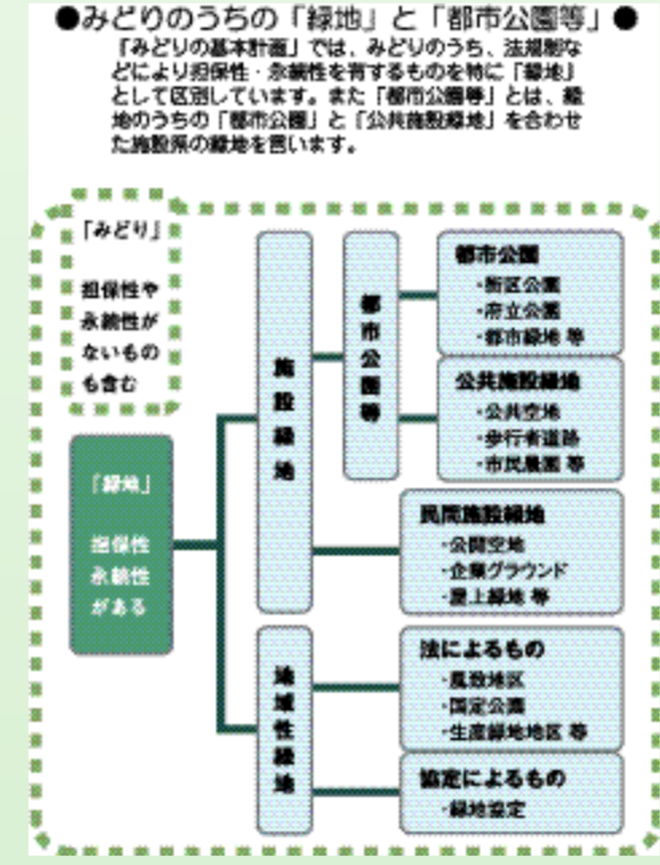 ●みどりのうちの「緑地」と「都市公園等」●
「みどりの基本計画」では、みどりのうち、法規制な
どにより担保性・永続性を有するものを特に「緑地」
として区別しています。また「都市公園等」とは、緑
地のうちの「都市公園」と「公共施設緑地」を合わせ
た施設系の緑地を言います。
「みどり」
担保性や
永続性が
ないもの
も含む
「緑地」
担保性
永続性
がある
施設緑地
都市公園等
都市公園
・街区公園
・府立公園
・都市緑地 等
公共施設緑地
・公共空地
・歩行者道路
・市民農園 等
民間施設緑地
・公開空地
・企業グラウンド
・屋上緑地 等
地域性緑地
法によるもの
・風致地区
・国定公園
・生産緑地地区 等
協定によるもの
・緑地協定